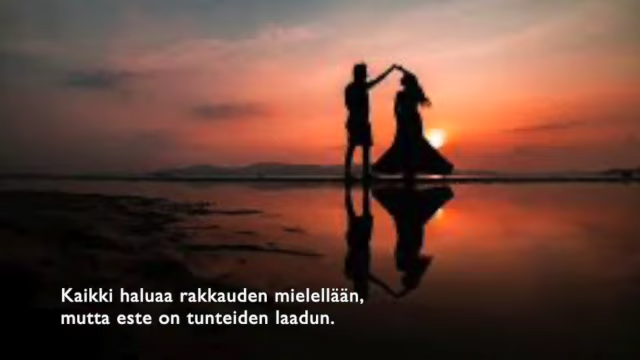 Kaikki haluaa rakkauden mielellään,
mutta este on tunteiden laadun.